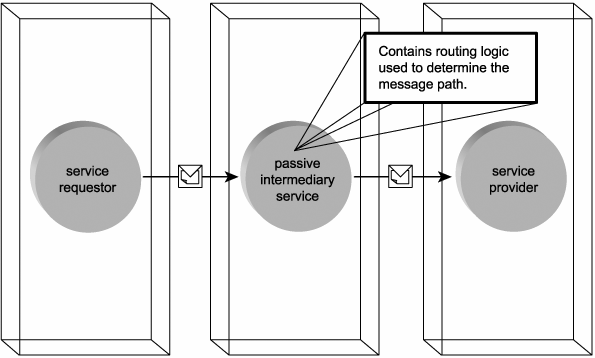 Contains routing logic
used to determine the
message path.
service
requestor
passive
intermediary
service
service
provider